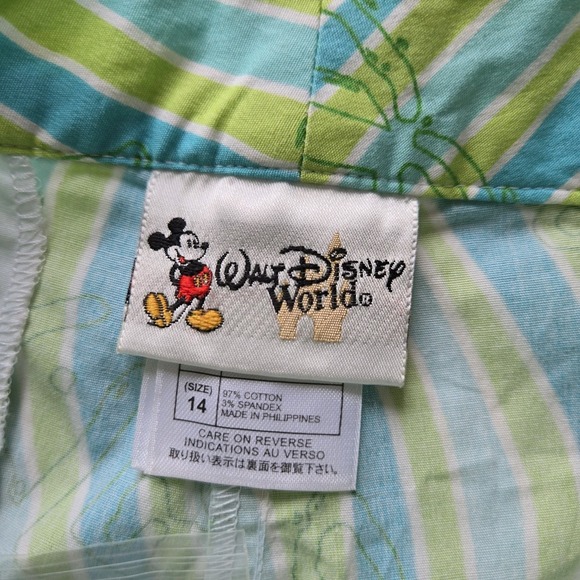 Walt Disney
World®
(SIZE)
14
97% COTTON
3% SPANDEX
MADE IN PHILIPPINES
CARE ON REVERSE
INDICATIONS AU VERSO
取り扱い表示は裏面を御覧下さい。